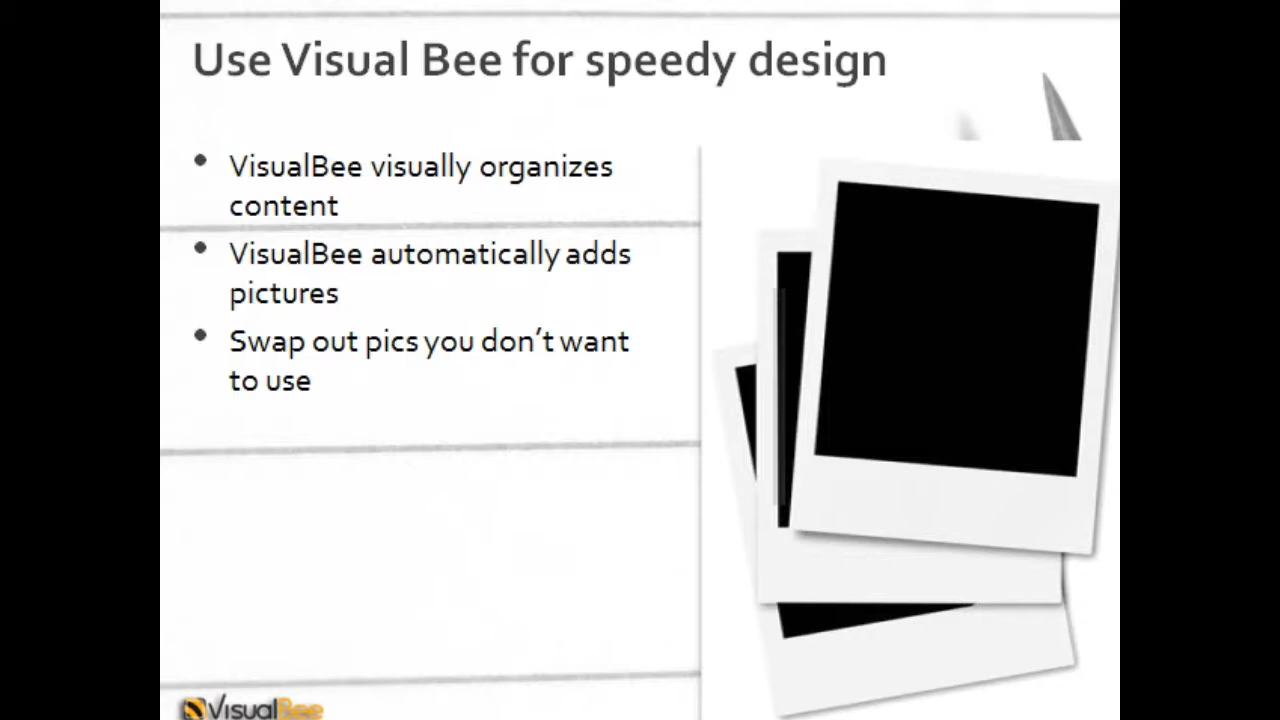 Use Visual Bee for speedy design
• VisualBee visually organizes
content
• VisualBee automatically adds
pictures
• Swap out pics you don't want
to use
VisualBee